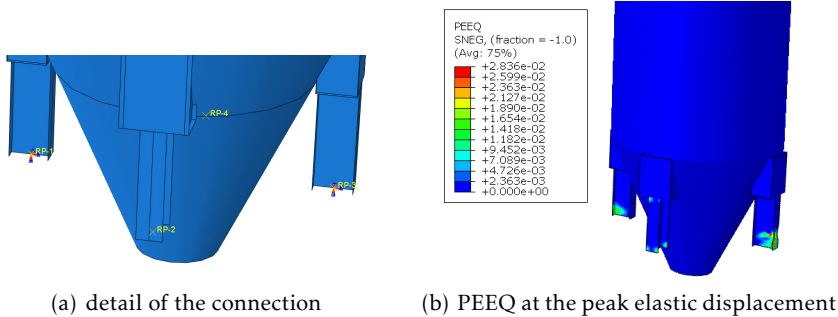 RP-4
RP-1
RP-3
RP-2
PEEQ
SNEG, (fraction = -1.0)
(Avg: 75%)
+2.836e-02
+2.599e-02
+2.363e-02
+2.127e-02
+1.890e-02
+1.654e-02
+1.418e-02
+1.182e-02
+9.452e-03
+7.089e-03
+4.726e-03
+2.363e-03
+0.000e+00
(a) detail of the connection
(b) PEEQ at the peak elastic displacement